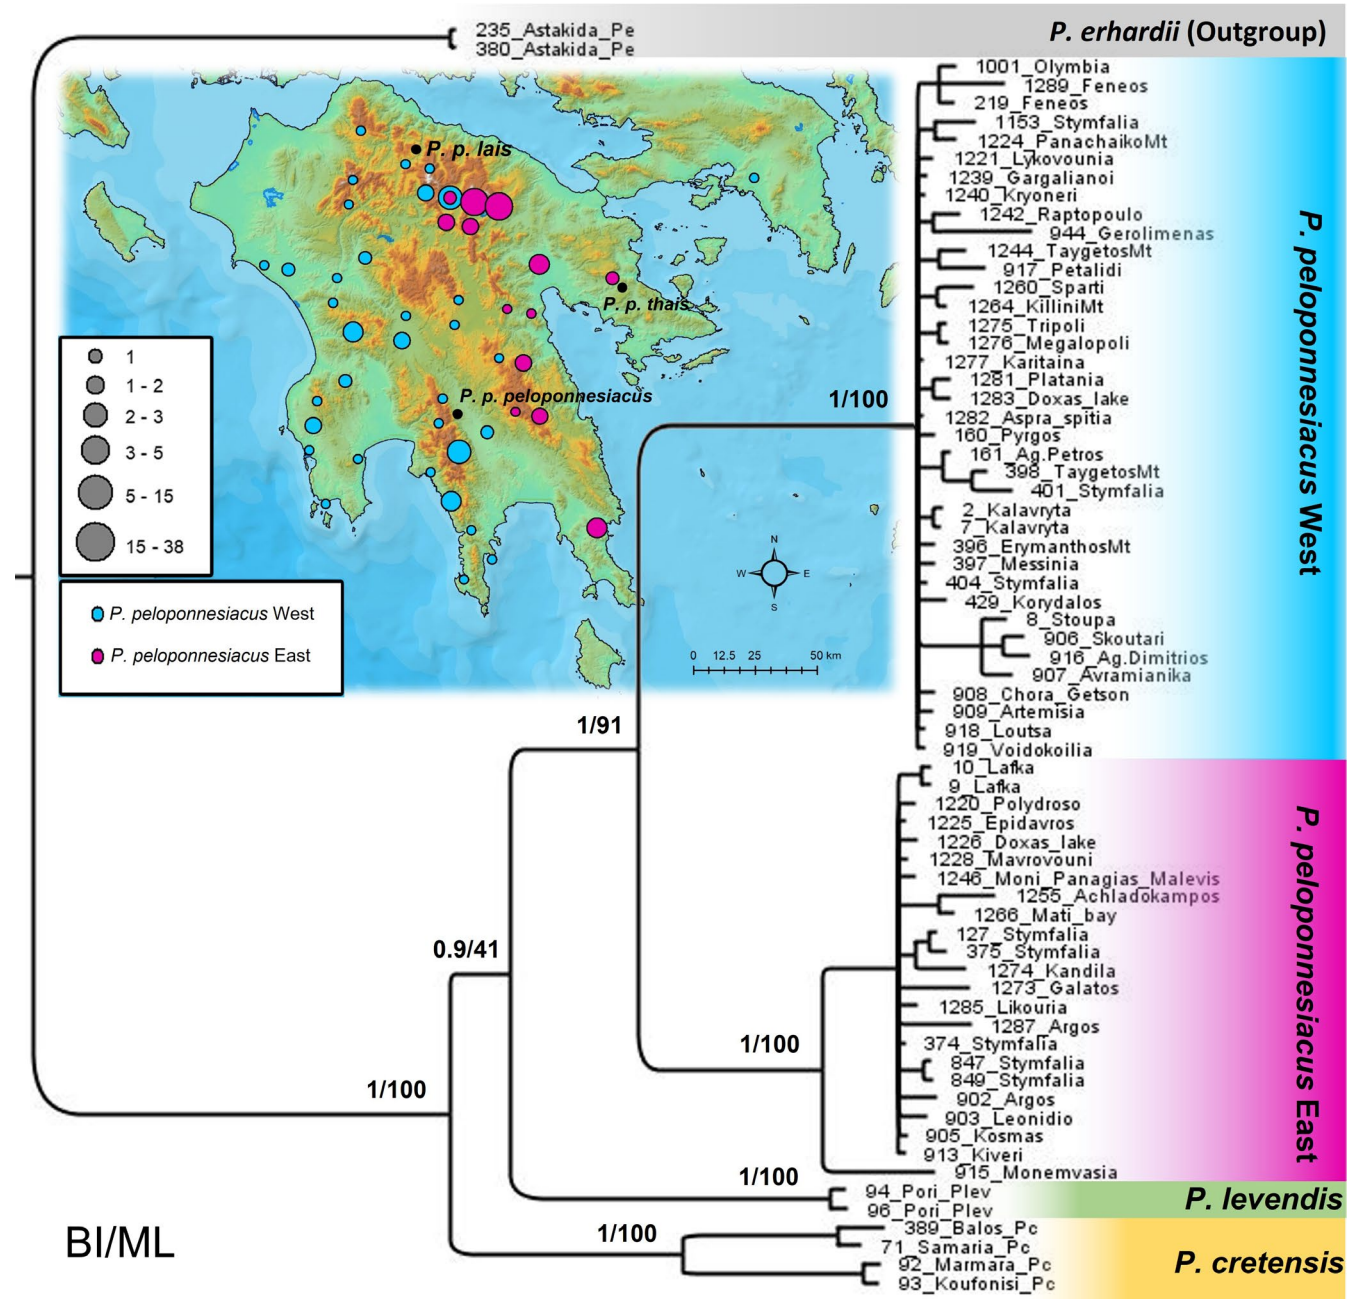 235_Astakida_Pe
380_Astakida_Pe
P. erhardii (Outgroup)
1001_Olymbia
1289_Feneos
219_Feneos
1153_Stymfalia
1224_PanachaikoMt
1221_Lykovounia
1239_Gargalianoi
1240_Kryoneri
1242_Raptopoulo
944_Gerolimenas
1244_TaygetosMt
917_Petalidi
1260_Sparti
1264_KilliniMt
1275_Tripoli
1276_Megalopoli
1277_Karitaina
1281_Platania
1283_Doxas_lake
1282_Aspra_spitia
160_Pyrgos
161_Ag.Petros
398_TaygetosMt
401_Stymfalia
2_Kalavryta
7_Kalavryta
396_ErymanthosMt
397_Messinia
404_Stymfalia
429_Korydalos
8_Stoupa
906_Skoutari
916_Ag.Dimitrios
907_Avramianika
908_Chora_Getson
909_Artemisia
918_Loutsa
919_Voidokoilia
P. peloponnesiacus West
10_Lafka
9_Lafka
1220_Polydroso
1225_Epidavros
1226_Doxas_lake
1228_Mavrovouni
1246_Moni_Panagias_Malevis
1255_Achladokampos
1266_Mati_bay
127_Stymfalia
375_Stymfalia
1274_Kandila
1273_Galatos
1285_Likouria
1287_Argos
374_Stymfalia
847_Stymfalia
849_Stymfalia
902_Argos
903_Leonidio
905_Kosmas
913_Kiveri
915_Monemvasia
P. peloponnesiacus East
94_Pori_Plev
96_Pori_Plev
P. levendis
389_Balos_Pc
71_Samaria_Pc
92_Marmara_Pc
93_Koufonisi_Pc
P. cretensis
P. p. lais
P. p. thais
P. p. peloponnesiacus
1
1 - 2
2 - 3
3 - 5
5 - 15
15 - 38
P. peloponnesiacus West
P. peloponnesiacus East
N
W E
S
0 12.5 25 50 km
1/100
1/91
0.9/41
1/100
1/100
1/100
1/100
BI/ML